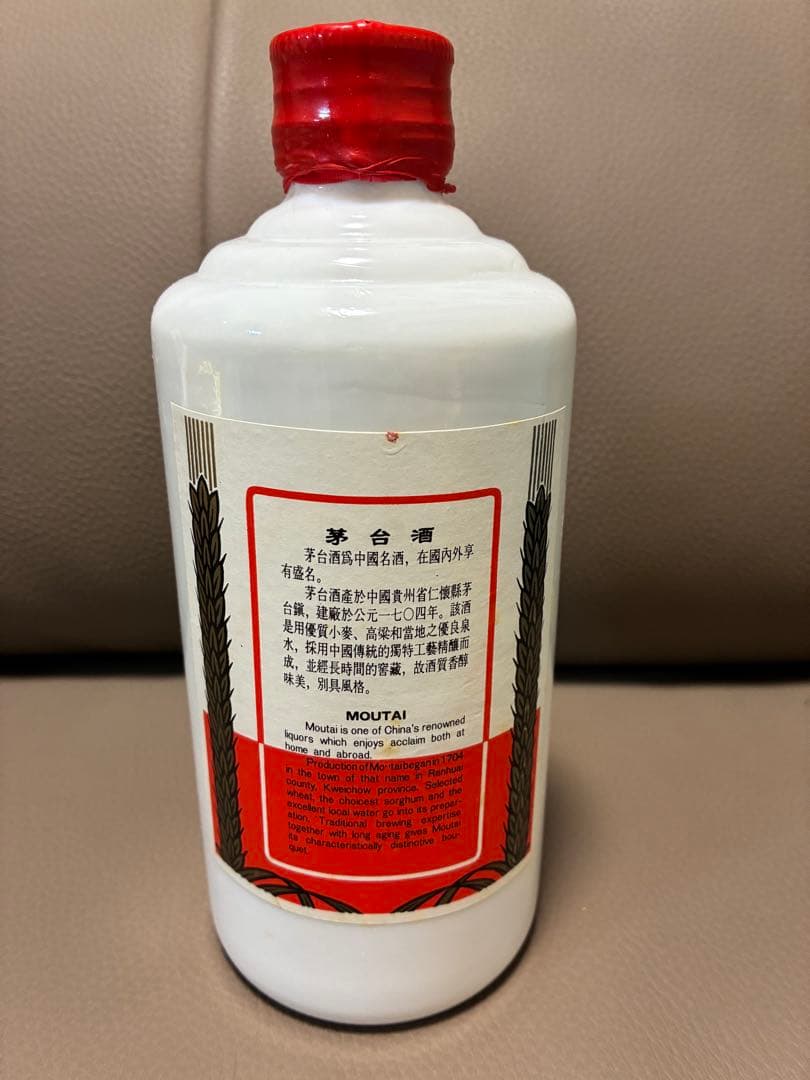 茅台酒
茅台酒爲中國名酒，在國內外享
有盛名。
茅台酒產於中國貴州省仁懷縣茅
台鎭，建廠於公元一七〇四年。該酒
是用優質小麥、高粱和當地之優良泉
水，採用中國傳統的獨特工藝精釀而
成，並經長時間的窖藏，故酒質香醇
味美，別具風格。
MOUTAI
Moutai is one of China's renowned
liquors which enjoys acclaim both at
home and abroad.
Production of Moutai began in 1704
in the town of that name in Renhuai
county, Kweichow province. Selected
wheat, the choicest sorghum and the
excellent local water go into its prepar-
ation, Traditional brewing expertise
together with long aging gives Moutai
its characteristically distinctive bou-
quet.